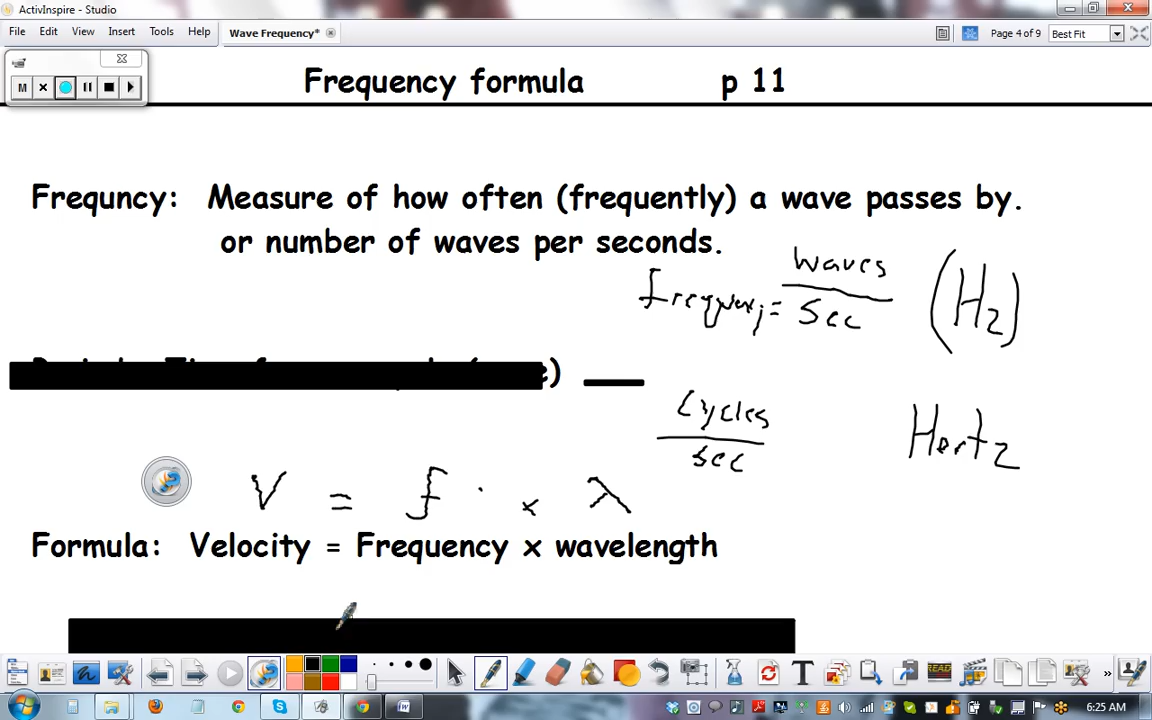 ActivInspire - Studio
File Edit View Insert Tools Help Wave Frequency* Page 4 of 9 Best Fit
M
Frequency formula p 11
Frequncy: Measure of how often (frequently) a wave passes by.
or number of waves per seconds.
frequency = waves / sec (Hz)
e)
cycles / sec Hertz
V = f · x λ
Formula: Velocity = Frequency x wavelength
T READ »
W 6:25 AM